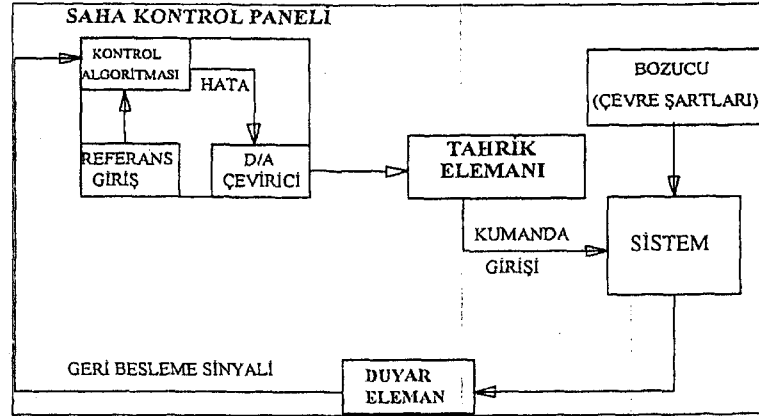 SAHA KONTROL PANELİ
KONTROL
ALGORİTMASI
HATA
REFERANS
GİRİŞ
D/A
ÇEVİRİCİ
TAHRİK
ELEMANI
BOZUCU
(ÇEVRE ŞARTLARI)
KUMANDA
GİRİŞİ
SİSTEM
GERİ BESLEME SİNYALİ
DUYAR
ELEMAN